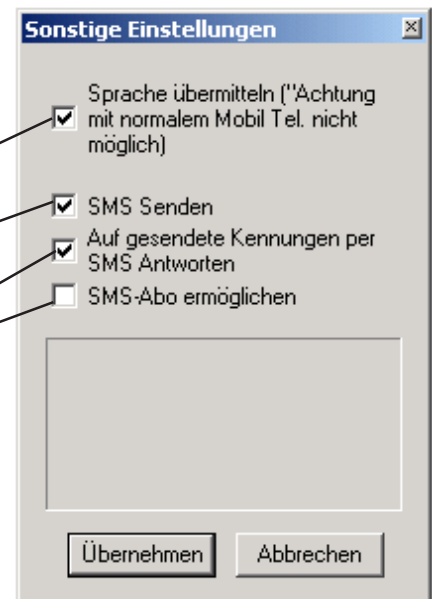 Sonstige Einstellungen
Sprache übermitteln ("Achtung
mit normalem Mobil Tel. nicht
möglich)
SMS Senden
Auf gesendete Kennungen per
SMS Antworten
SMS-Abo ermöglichen
Übernehmen
Abbrechen